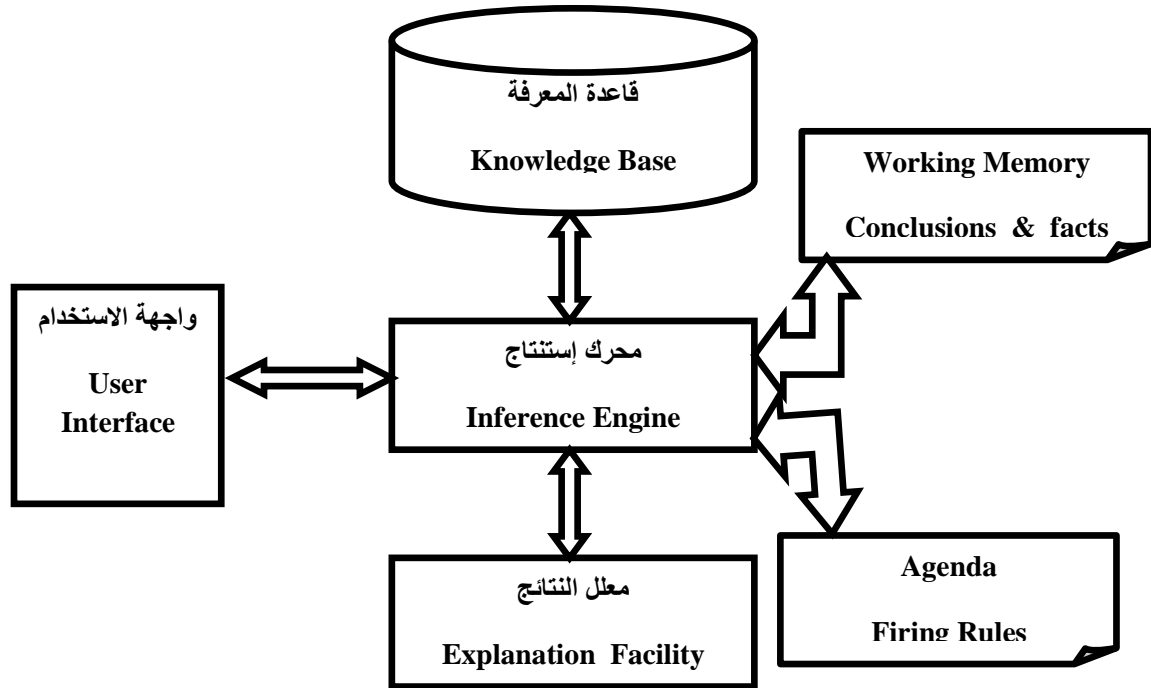 قاعدة المعرفة
Knowledge Base
Working Memory
Conclusions & facts
واجهة الاستخدام
User
Interface
محرك إستنتاج
Inference Engine
معلل النتائج
Explanation Facility
Agenda
Firing Rules